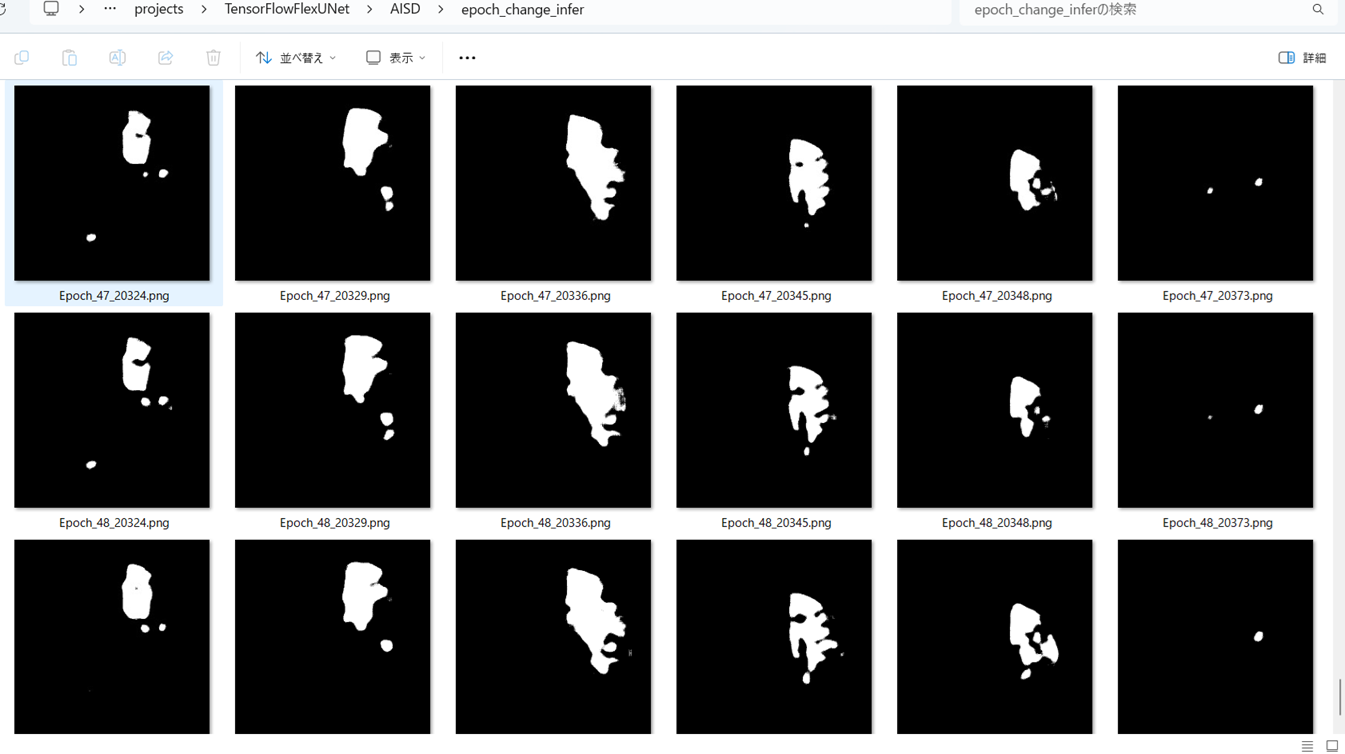 projects > TensorFlowFlexUNet > AISD > epoch_change_infer
epoch_change_inferの検索
並べ替え
表示
詳細
Epoch_47_20324.png
Epoch_47_20329.png
Epoch_47_20336.png
Epoch_47_20345.png
Epoch_47_20348.png
Epoch_47_20373.png
Epoch_48_20324.png
Epoch_48_20329.png
Epoch_48_20336.png
Epoch_48_20345.png
Epoch_48_20348.png
Epoch_48_20373.png